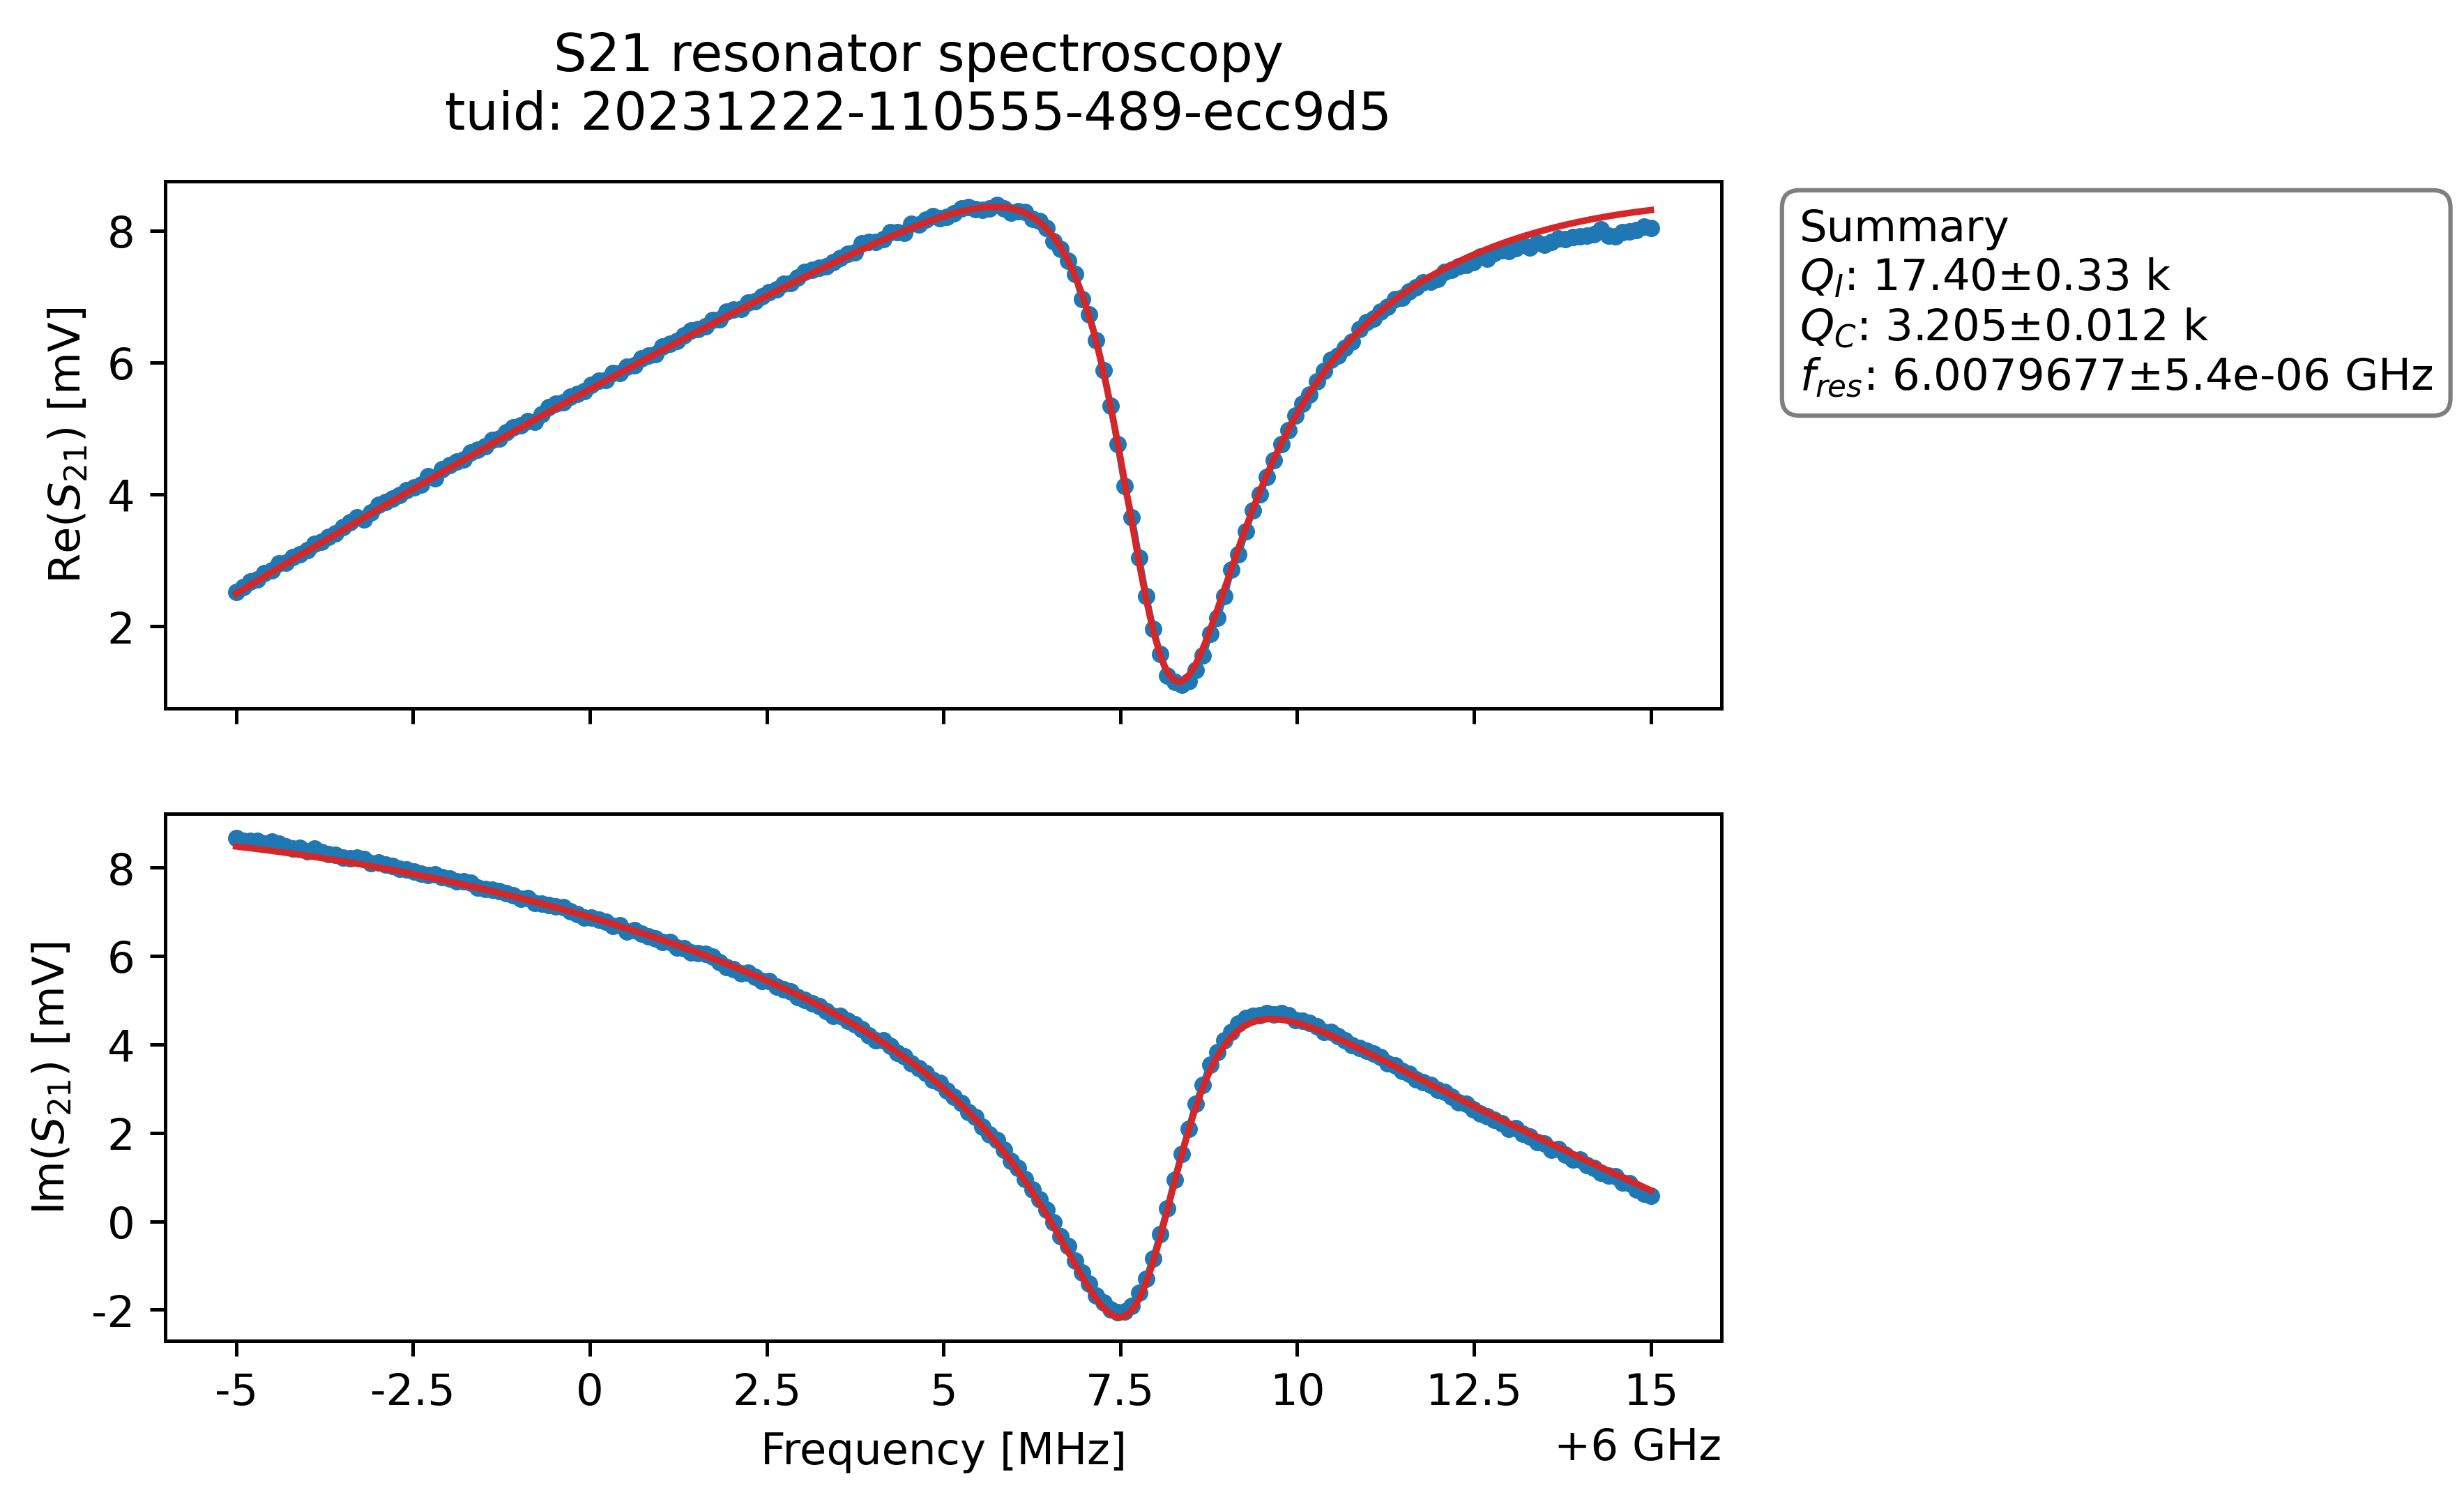 S21 resonator spectroscopy
tuid: 20231222-110555-489-ecc9d5
8
6
4
2
Re(S21) [mV]
Summary
QI: 17.40±0.33 k
QC: 3.205±0.012 k
fres: 6.0079677±5.4e-06 GHz
8
6
4
2
0
-2
Im(S21) [mV]
-5 -2.5 0 2.5 5 7.5 10 12.5 15
Frequency [MHz]
+6 GHz